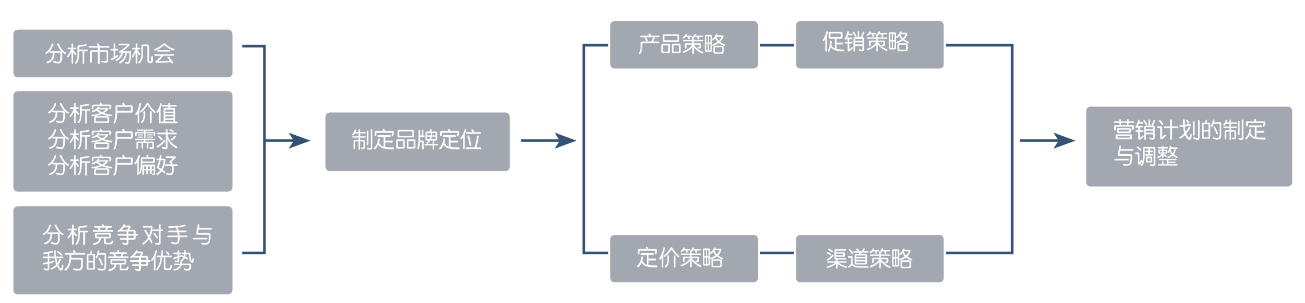 分析市场机会
分析客户价值
分析客户需求
分析客户偏好
分析竞争对手与
我方的竞争优势
制定品牌定位
产品策略
促销策略
定价策略
渠道策略
营销计划的制定
与调整